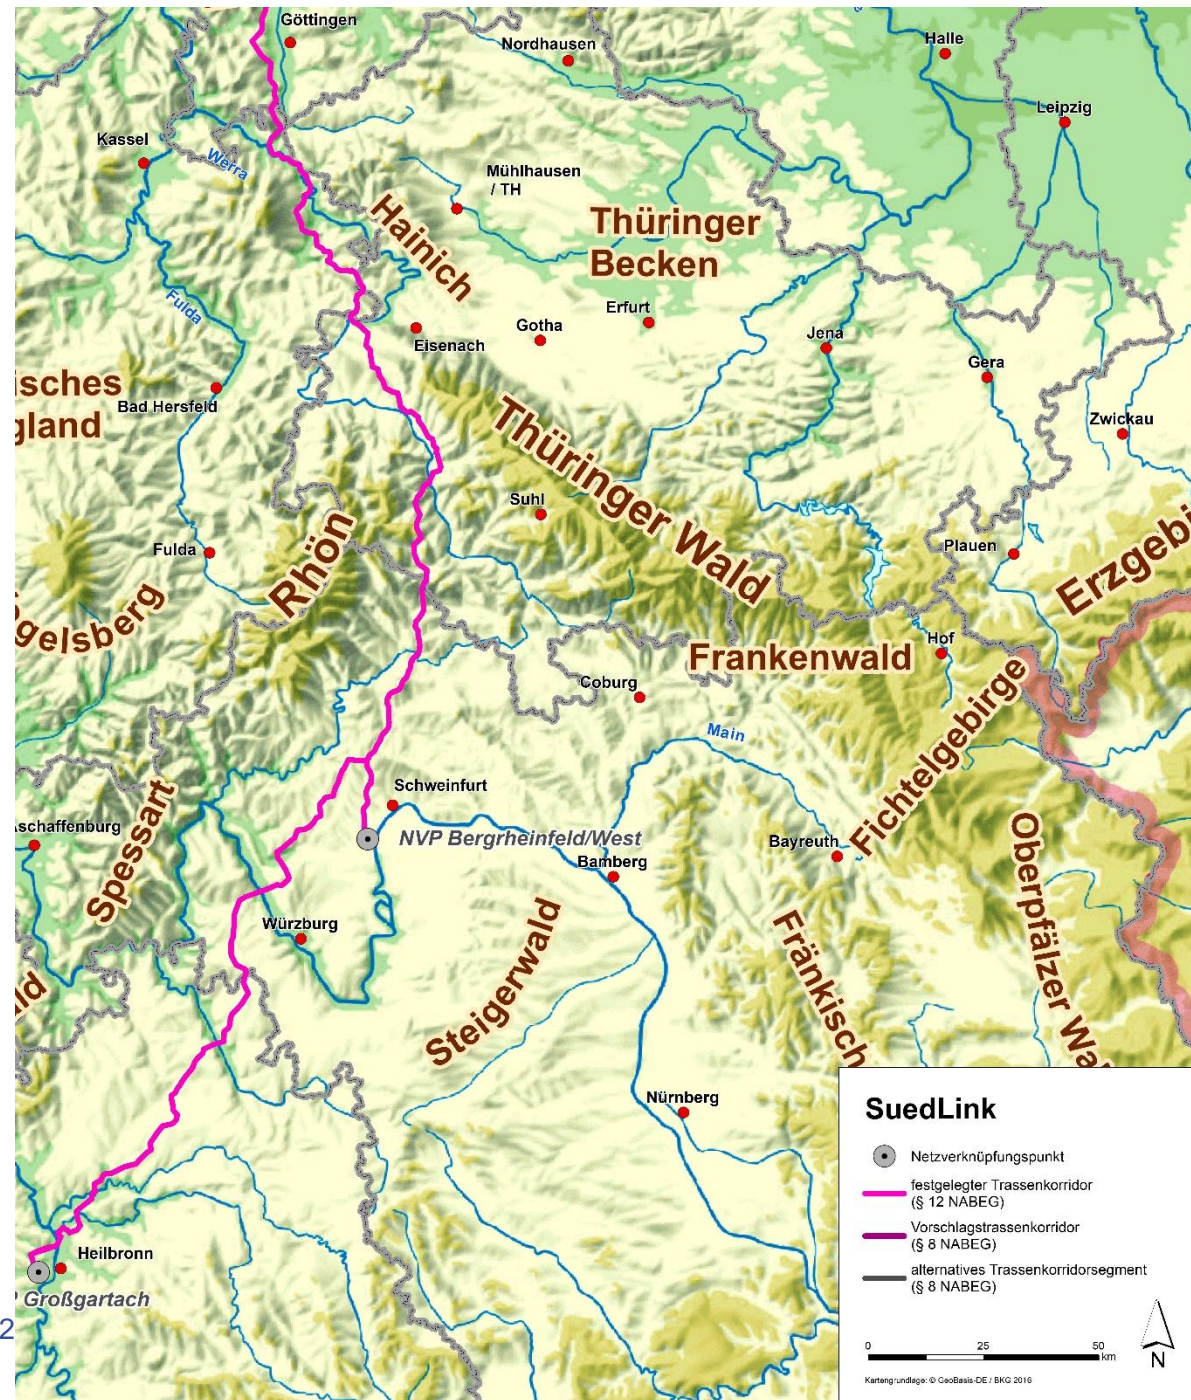 Göttingen
Nordhausen
Halle
Leipzig
Kassel
Werra
Mühlhausen
/ TH
Hainich
Thüringer
Becken
Fulda
Erfurt
Gotha
Eisenach
Jena
Gera
isches
gland
Bad Hersfeld
Zwickau
Thüringer Wald
Suhl
Fulda
Rhön
Plauen
Erzgebi
gelsberg
Hof
Frankenwald
Coburg
Main
Fichtelgebirge
Spessart
Schweinfurt
Aschaffenburg
NVP Bergrheinfeld/West
Bamberg
Bayreuth
Oberpfälzer Wa
Würzburg
Steigerwald
Fränkisch
ald
Nürnberg
Heilbronn
P Großgartach
2
SuedLink
Netzverknüpfungspunkt
festgelegter Trassenkorridor
(§ 12 NABEG)
Vorschlagstrassenkorridor
(§ 8 NABEG)
alternatives Trassenkorridorsegment
(§ 8 NABEG)
0 25 50
km
N
Kartengrundlage: © GeoBasis-DE / BKG 2016